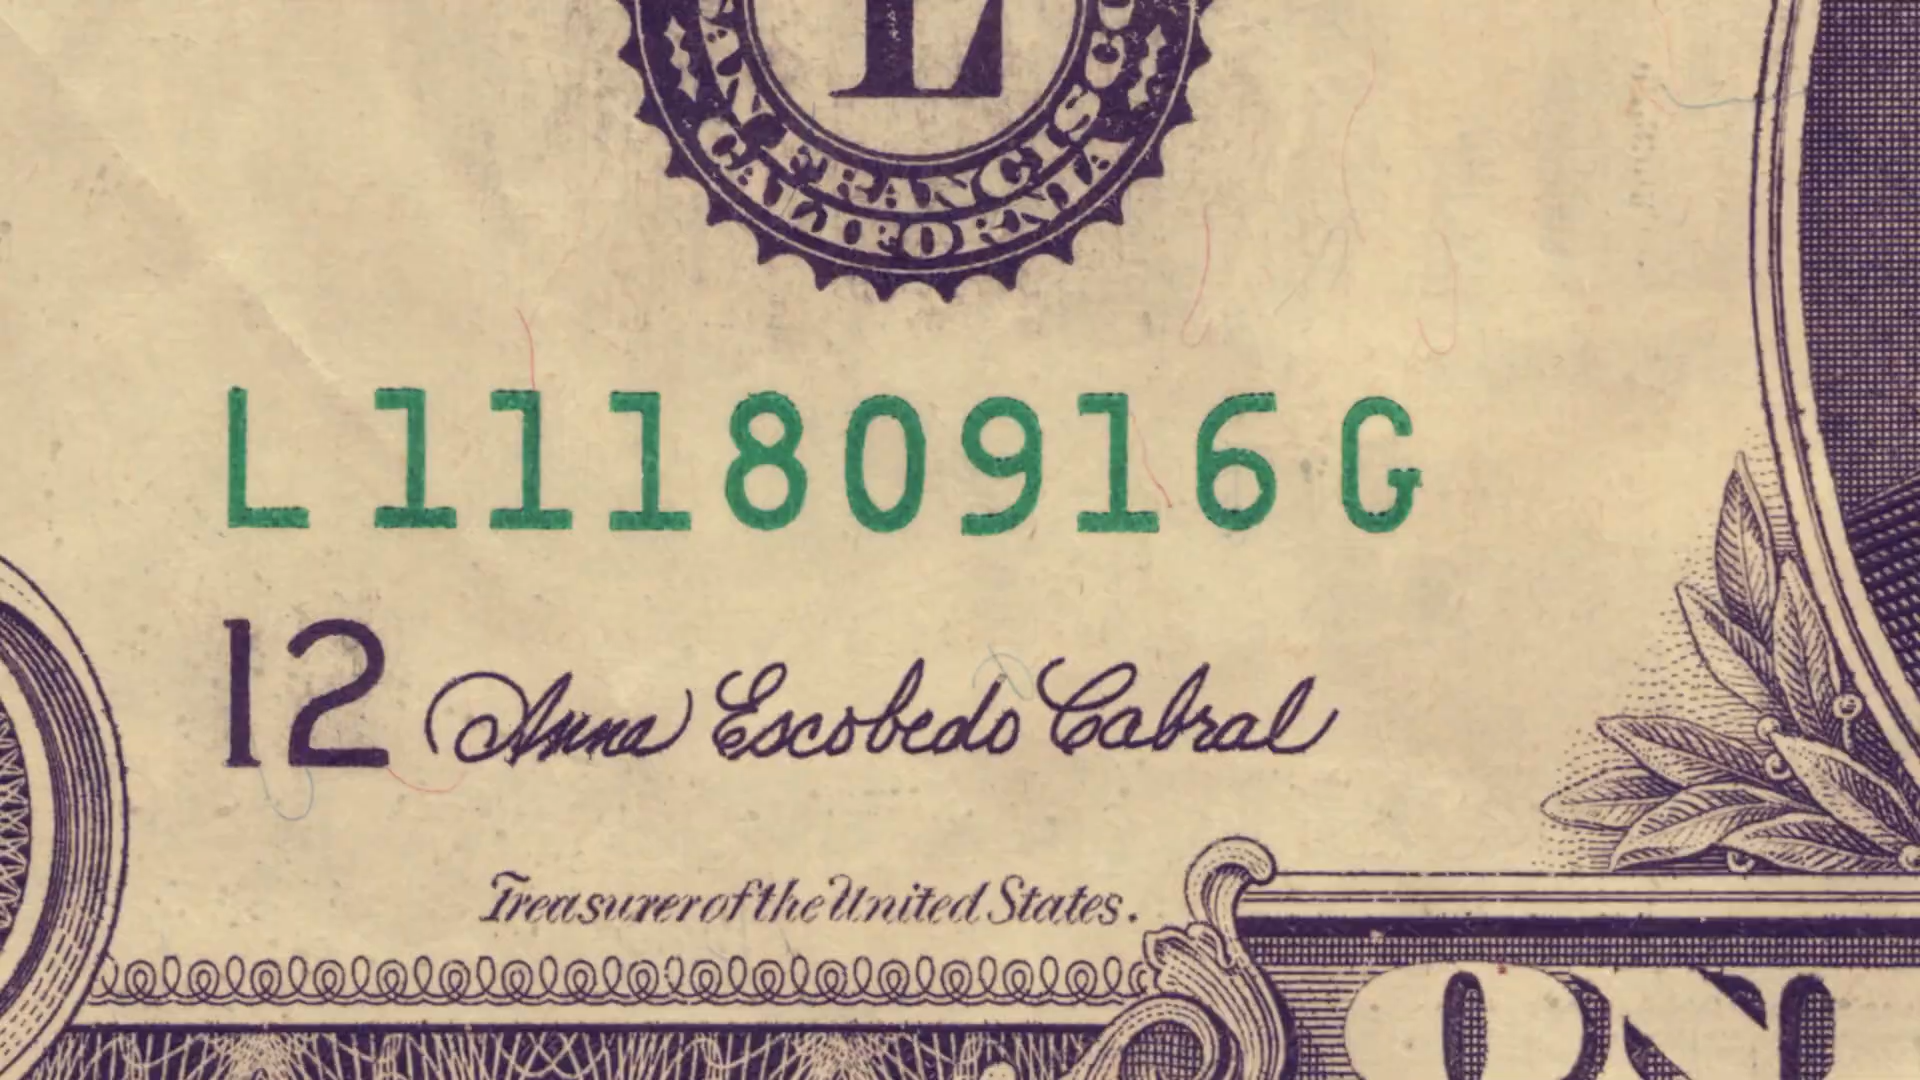 L
SAN FRANCISCO
CALIFORNIA
L 11180916 G
12 Anna Escobedo Cabral
Treasurer of the United States.